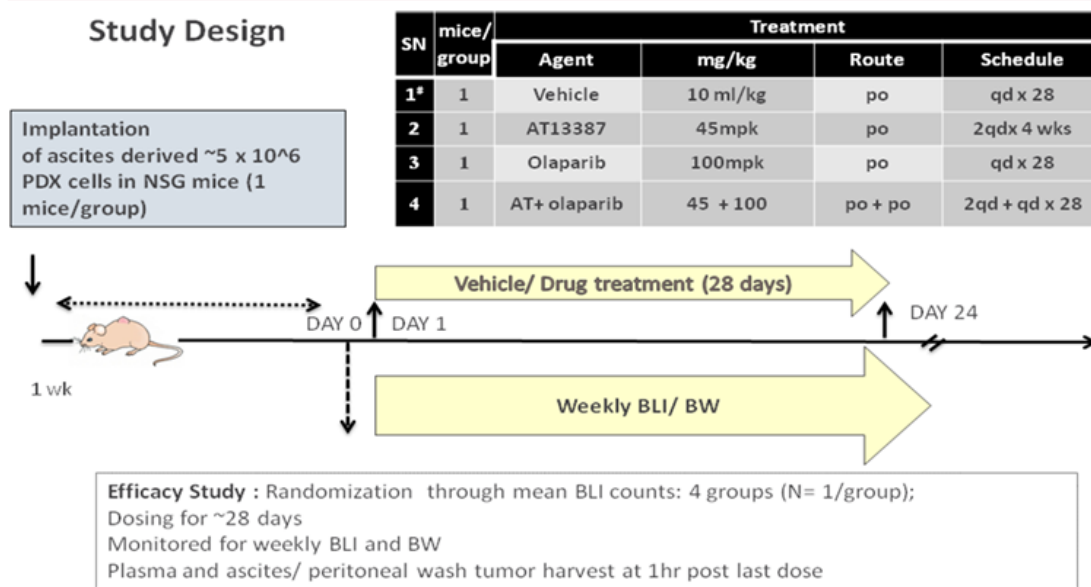 Study Design
SN mice/ group Treatment
Agent mg/kg Route Schedule
1# 1 Vehicle 10 ml/kg po qd x 28
2 1 AT13387 45mpk po 2qdx 4 wks
3 1 Olaparib 100mpk po qd x 28
4 1 AT+ olaparib 45 + 100 po + po 2qd + qd x 28
Implantation
of ascites derived ~5 x 10^6
PDX cells in NSG mice (1
mice/group)
Vehicle/ Drug treatment (28 days)
DAY 0 DAY 1 DAY 24
1 wk
Weekly BLI/ BW
Efficacy Study : Randomization through mean BLI counts: 4 groups (N= 1/group);
Dosing for ~28 days
Monitored for weekly BLI and BW
Plasma and ascites/ peritoneal wash tumor harvest at 1hr post last dose